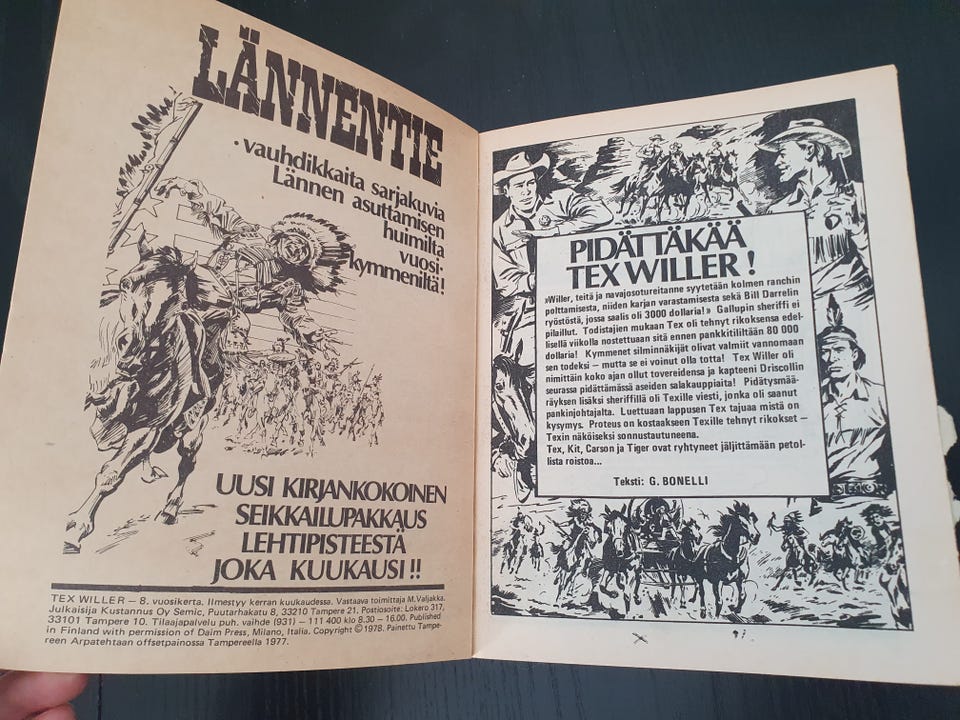 LÄNNENTIE
· vauhdikkaita sarjakuvia
Lännen asuttamisen
huimilta
vuosi-
kymmeniltä!
UUSI KIRJANKOKOINEN
SEIKKAILUPAKKAUS
LEHTIPISTEESTÄ
JOKA KUUKAUSI!!
TEX WILLER — 8. vuosikerta. Ilmestyy kerran kuukaudessa. Vastaava toimittaja M. Valjakka.
Julkaisija Kustannus Oy Semic, Puutarhakatu 8, 33210 Tampere 21. Postiosoite: Lokero 317,
33101 Tampere 10. Tilaajapalvelu puh. vaihde (931) — 111 400 klo 8.30 — 16.00. Published
in Finland with permission of Daim Press, Milano, Italia. Copyright © 1978. Painettu Tampe-
reen Arpatehtaan offsetpainossa Tampereella 1977.
PIDÄTTÄKÄÄ
TEX WILLER!
»Willer, teitä ja navajosotureitanne syytetään kolmen ranchin
polttamisesta, niiden karjan varastamisesta sekä Bill Darrelin
ryöstöstä, jossa saalis oli 3000 dollaria!» Gallupin sheriffi ei
pilaillut. Todistajien mukaan Tex oli tehnyt rikoksensa edel-
lisellä viikolla nostettuaan sitä ennen pankkitililtään 80 000
dollaria! Kymmenet silminnäkijät olivat valmiit vannomaan
sen todeksi — mutta se ei voinut olla totta! Tex Willer oli
nimittäin koko ajan ollut tovereidensa ja kapteeni Driscollin
seurassa pidättämässä aseiden salakauppiaita! Pidätysmää-
räyksen lisäksi sheriffillä oli Texille viesti, jonka oli saanut
pankinjohtajalta. Luettuaan lappusen Tex tajuaa mistä on
kysymys. Proteus on kostaakseen Texille tehnyt rikokset —
Texin näköiseksi sonnustautuneena.
Tex, Kit, Carson ja Tiger ovat ryhtyneet jäljittämään petol-
lista roistoa...
Teksti: G. BONELLI